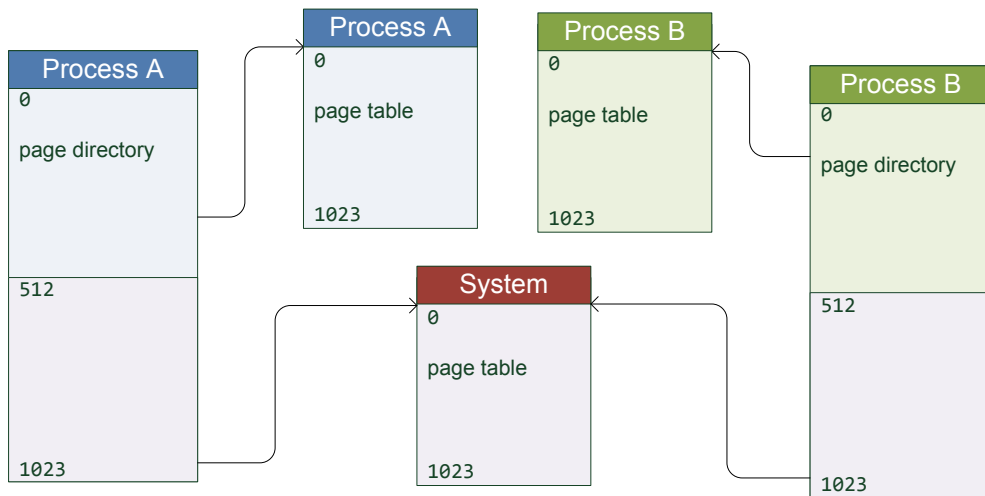 Process A
0
page directory
512
1023
Process A
0
page table
1023
Process B
0
page table
1023
Process B
0
page directory
512
1023
System
0
page table
1023